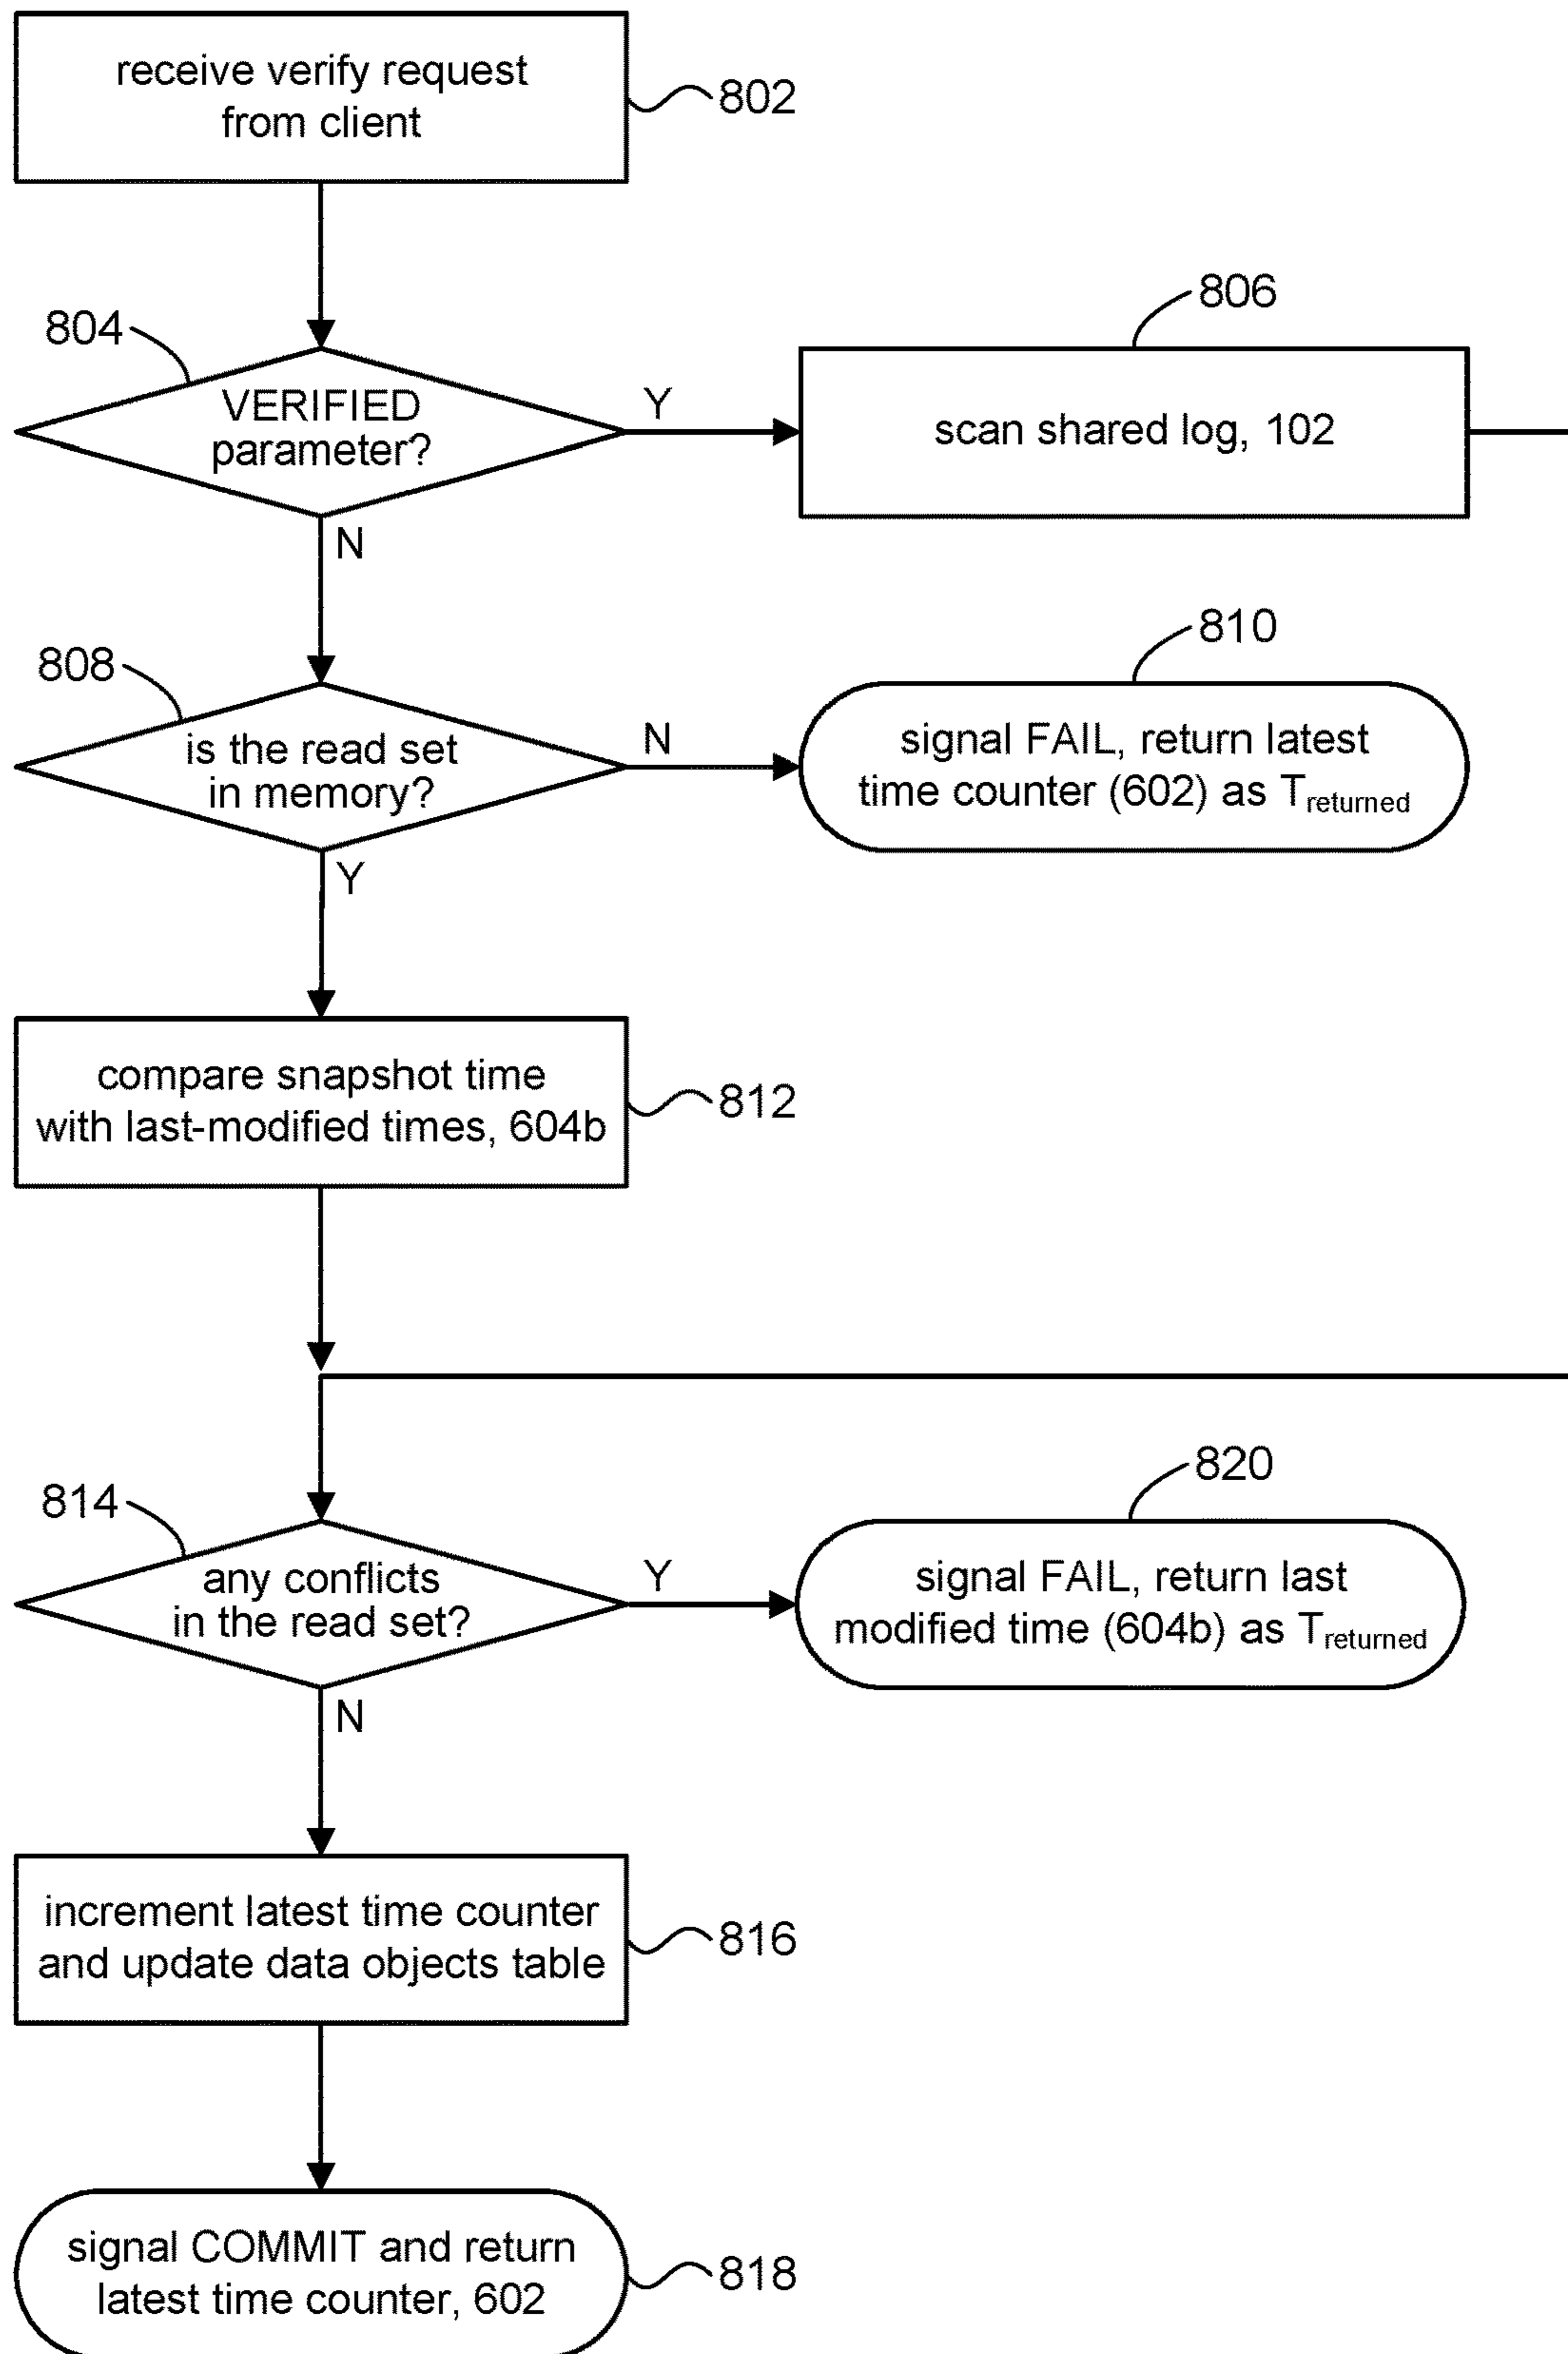 receive verify request
from client
802
804
VERIFIED
parameter?
Y
N
806
scan shared log, 102
808
is the read set
in memory?
N
Y
810
signal FAIL, return latest
time counter (602) as Treturned
compare snapshot time
with last-modified times, 604b
812
814
any conflicts
in the read set?
Y
N
820
signal FAIL, return last
modified time (604b) as Treturned
increment latest time counter
and update data objects table
816
signal COMMIT and return
latest time counter, 602
818